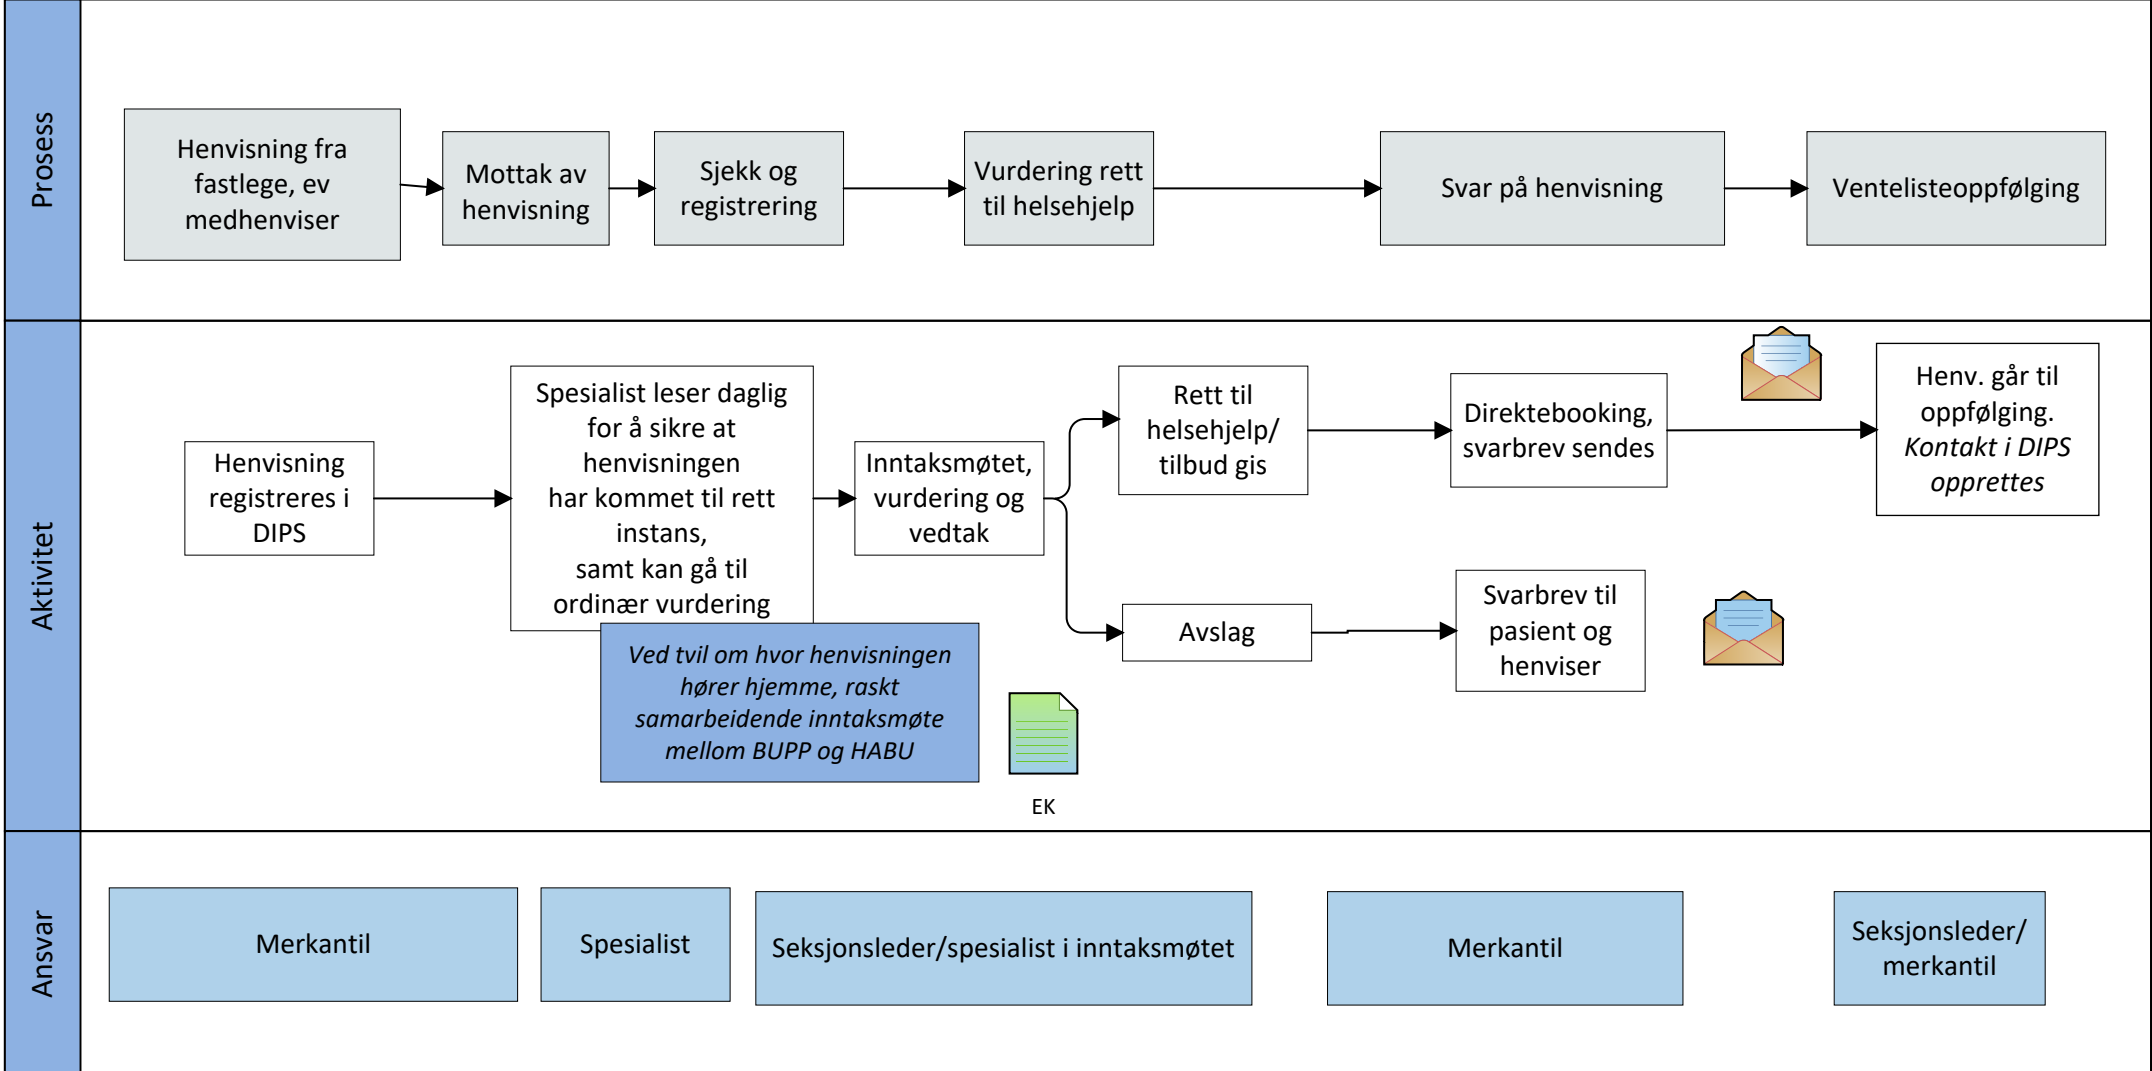 Prosess
Henvisning fra
fastlege, ev
medhenviser
Mottak av
henvisning
Sjekk og
registrering
Vurdering rett
til helsehjelp
Svar på henvisning
Ventelisteoppfølging
Aktivitet
Henvisning
registreres i
DIPS
Spesialist leser daglig
for å sikre at
henvisningen
har kommet til rett
instans,
samt kan gå til
ordinær vurdering
Ved tvil om hvor henvisningen
hører hjemme, raskt
samarbeidende inntaksmøte
mellom BUPP og HABU
Inntaksmøtet,
vurdering og
vedtak
EK
Rett til
helsehjelp/
tilbud gis
Avslag
Direktebooking,
svarbrev sendes
Svarbrev til
pasient og
henviser
Henv. går til
oppfølging.
Kontakt i DIPS
opprettes
Ansvar
Merkantil
Spesialist
Seksjonsleder/spesialist i inntaksmøtet
Merkantil
Seksjonsleder/
merkantil